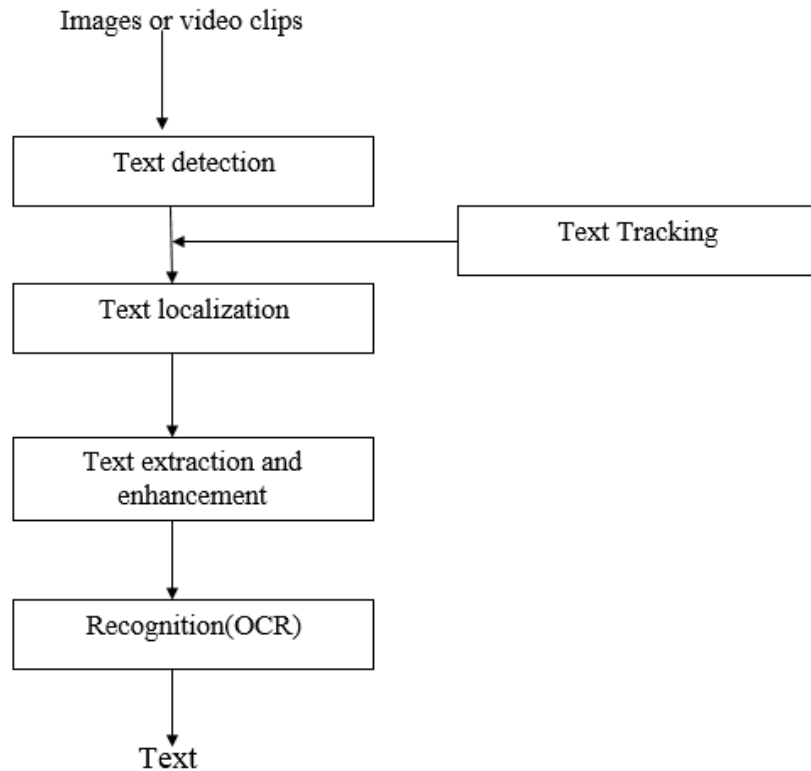 Images or video clips
Text detection
Text Tracking
Text localization
Text extraction and
enhancement
Recognition(OCR)
Text